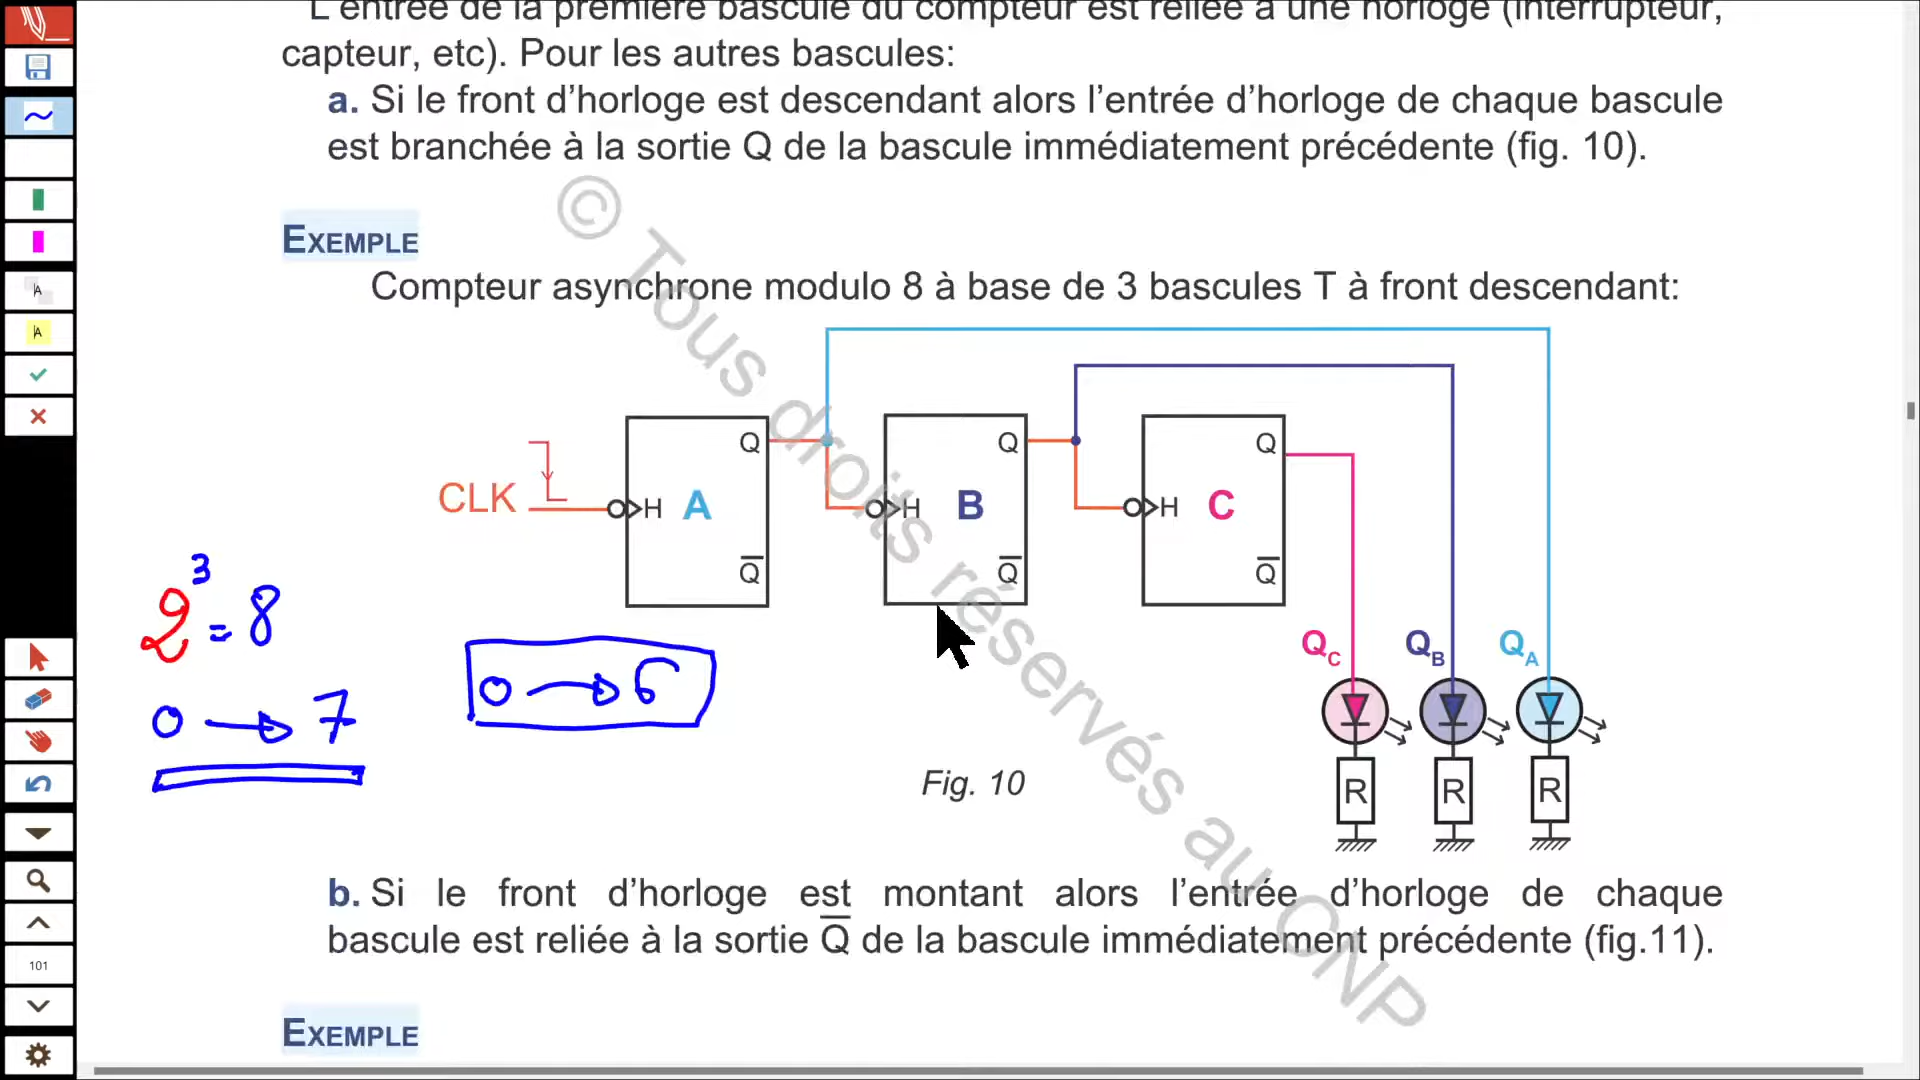 L'entrée de la première bascule du compteur est reliée à une horloge (interrupteur,
capteur, etc). Pour les autres bascules:
a. Si le front d'horloge est descendant alors l'entrée d'horloge de chaque bascule
est branchée à la sortie Q de la bascule immédiatement précédente (fig. 10).
EXEMPLE
Compteur asynchrone modulo 8 à base de 3 bascules T à front descendant:
Q Q Q
CLK H A H B H C
Q̅ Q̅ Q̅
2³ = 8
0 → 7
0 → 6
Q_C Q_B Q_A
R R R
Fig. 10
b. Si le front d'horloge est montant alors l'entrée d'horloge de chaque
bascule est reliée à la sortie Q̅ de la bascule immédiatement précédente (fig.11).
EXEMPLE
© Tous droits réservés au CNP
A
A
101